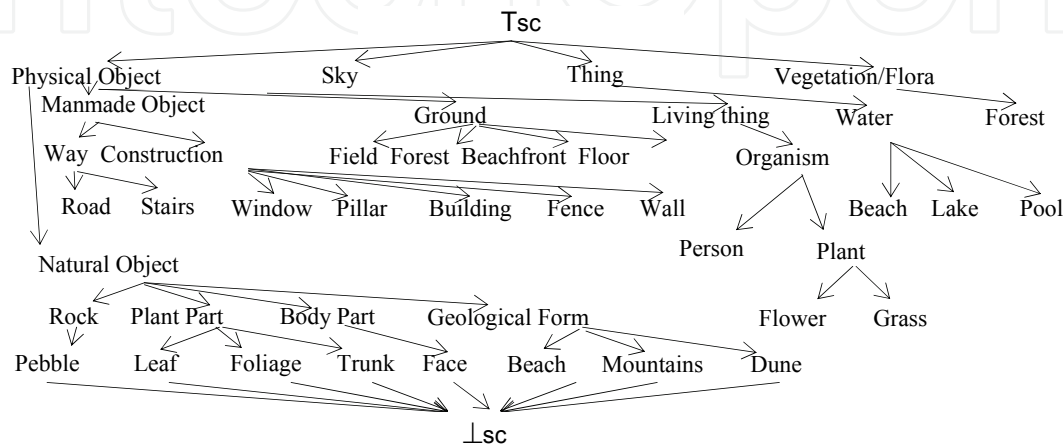 Tsc
Physical Object Sky Thing Vegetation/Flora
Manmade Object Ground Living thing Water Forest
Way Construction Field Forest Beachfront Floor Organism
Road Stairs Window Pillar Building Fence Wall Beach Lake Pool
Person Plant
Natural Object
Rock Plant Part Body Part Geological Form Flower Grass
Pebble Leaf Foliage Trunk Face Beach Mountains Dune
⊥sc